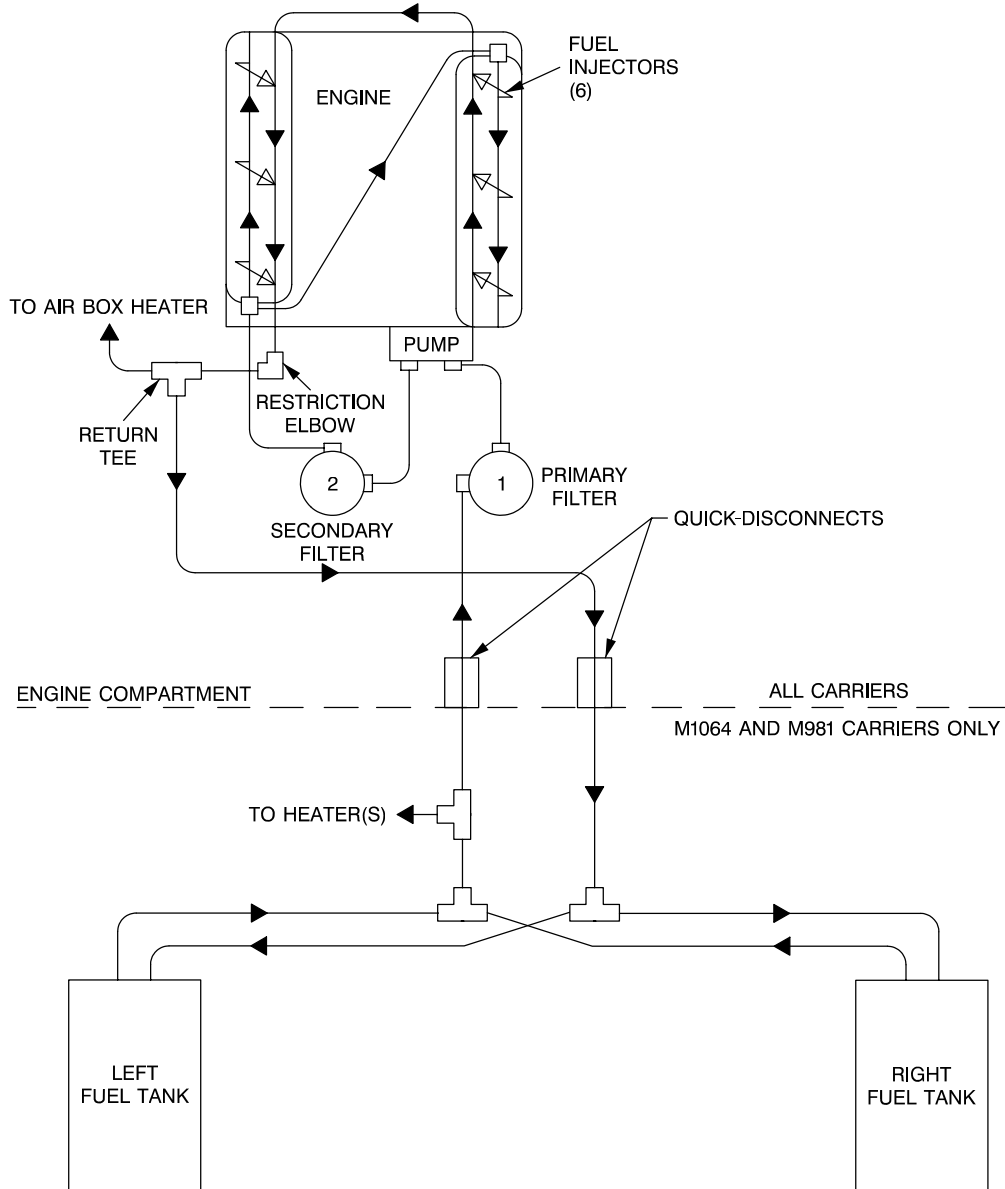 FUEL
INJECTORS
(6)
ENGINE
TO AIR BOX HEATER
PUMP
RESTRICTION
ELBOW
RETURN
TEE
2
1
PRIMARY
FILTER
SECONDARY
FILTER
QUICK-DISCONNECTS
ENGINE COMPARTMENT
ALL CARRIERS
M1064 AND M981 CARRIERS ONLY
TO HEATER(S)
LEFT
FUEL TANK
RIGHT
FUEL TANK